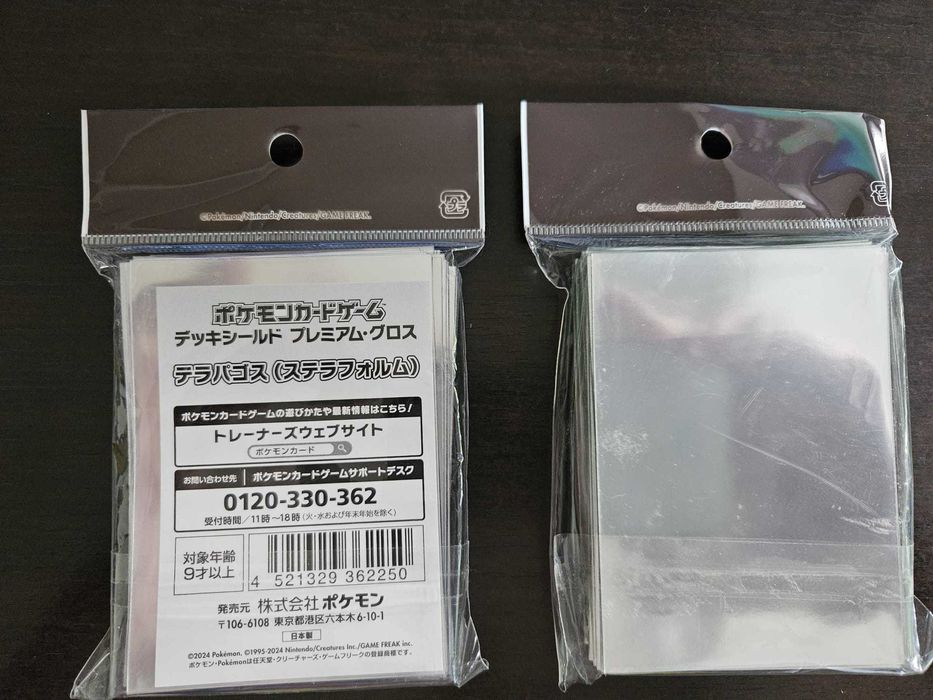 ©Pokémon/Nintendo/Creatures/GAME FREAK.
プラ
ポケモンカードゲーム
デッキシールド プレミアム・グロス
テラパゴス（ステラフォルム）
ポケモンカードゲームの遊びかたや最新情報はこちら！
トレーナーズウェブサイト
ポケモンカード
お問い合わせ先 ポケモンカードゲームサポートデスク
0120-330-362
受付時間／11時～18時（火・水および年末年始を除く）
対象年齢
9才以上
4 521329 362250
発売元 株式会社 ポケモン
〒106-6108 東京都港区六本木6-10-1
日本製
©2024 Pokémon. ©1995-2024 Nintendo/Creatures Inc./GAME FREAK inc.
ポケモン・Pokémonは任天堂・クリーチャーズ・ゲームフリークの登録商標です。
©Pokémon/Nintendo/Creatures/GAME FREAK.
プラ